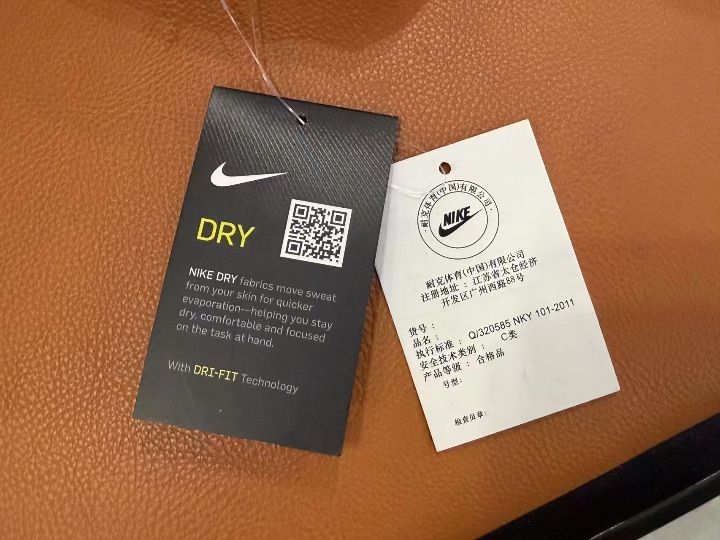 DRY
NIKE DRY fabrics move sweat
from your skin for quicker
evaporation—helping you stay
dry, comfortable and focused
on the task at hand.
With DRI-FIT Technology
·耐克体育(中国)有限公司·
NIKE
耐克体育(中国)有限公司
注册地址：江苏省太仓经济
开发区广州西路88号
货号：
品名：
执行标准：Q/320585 NKY 101-2011
安全技术类别：C类
产品等级：合格品
号型：
检查员章：